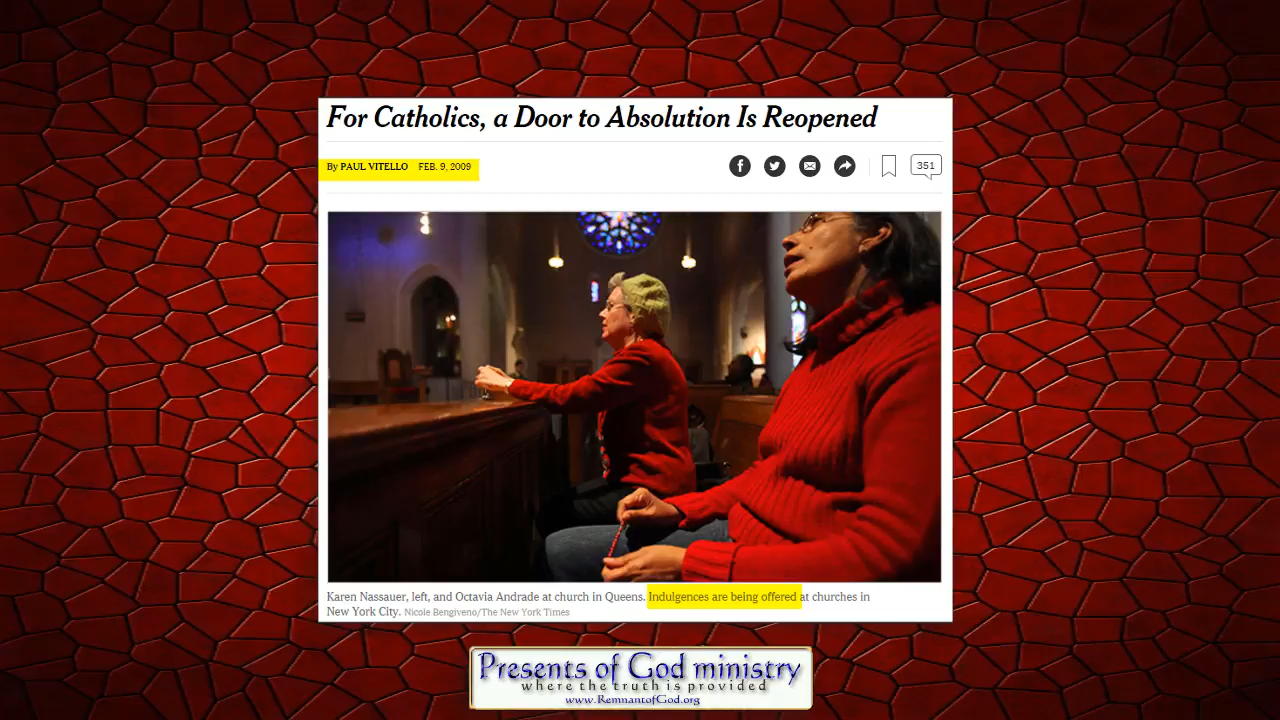 For Catholics, a Door to Absolution Is Reopened
By PAUL VITELLO FEB. 9, 2009
351
Karen Nassauer, left, and Octavia Andrade at church in Queens. Indulgences are being offered at churches in
New York City. Nicole Bengiveno/The New York Times
Presents of God ministry
where the truth is provided
www.RemnantofGod.org